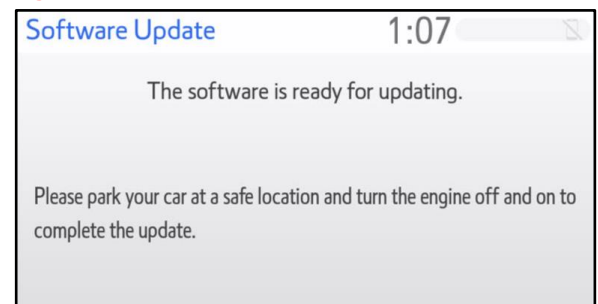 Software Update 1:07
The software is ready for updating.
Please park your car at a safe location and turn the engine off and on to
complete the update.